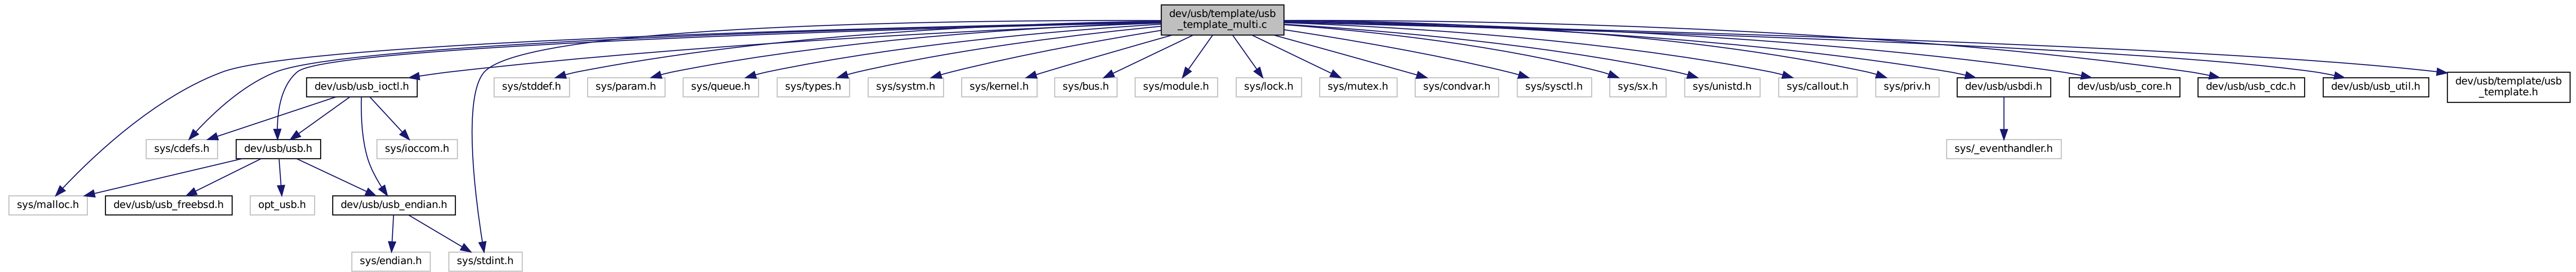 dev/usb/template/usb
_template_multi.c
dev/usb/usb_ioctl.h
sys/stddef.h
sys/param.h
sys/queue.h
sys/types.h
sys/systm.h
sys/kernel.h
sys/bus.h
sys/module.h
sys/lock.h
sys/mutex.h
sys/condvar.h
sys/sysctl.h
sys/sx.h
sys/unistd.h
sys/callout.h
sys/priv.h
dev/usb/usbdi.h
dev/usb/usb_core.h
dev/usb/usb_cdc.h
dev/usb/usb_util.h
dev/usb/template/usb
_template.h
sys/cdefs.h
dev/usb/usb.h
sys/ioccom.h
sys/_eventhandler.h
sys/malloc.h
dev/usb/usb_freebsd.h
opt_usb.h
dev/usb/usb_endian.h
sys/endian.h
sys/stdint.h